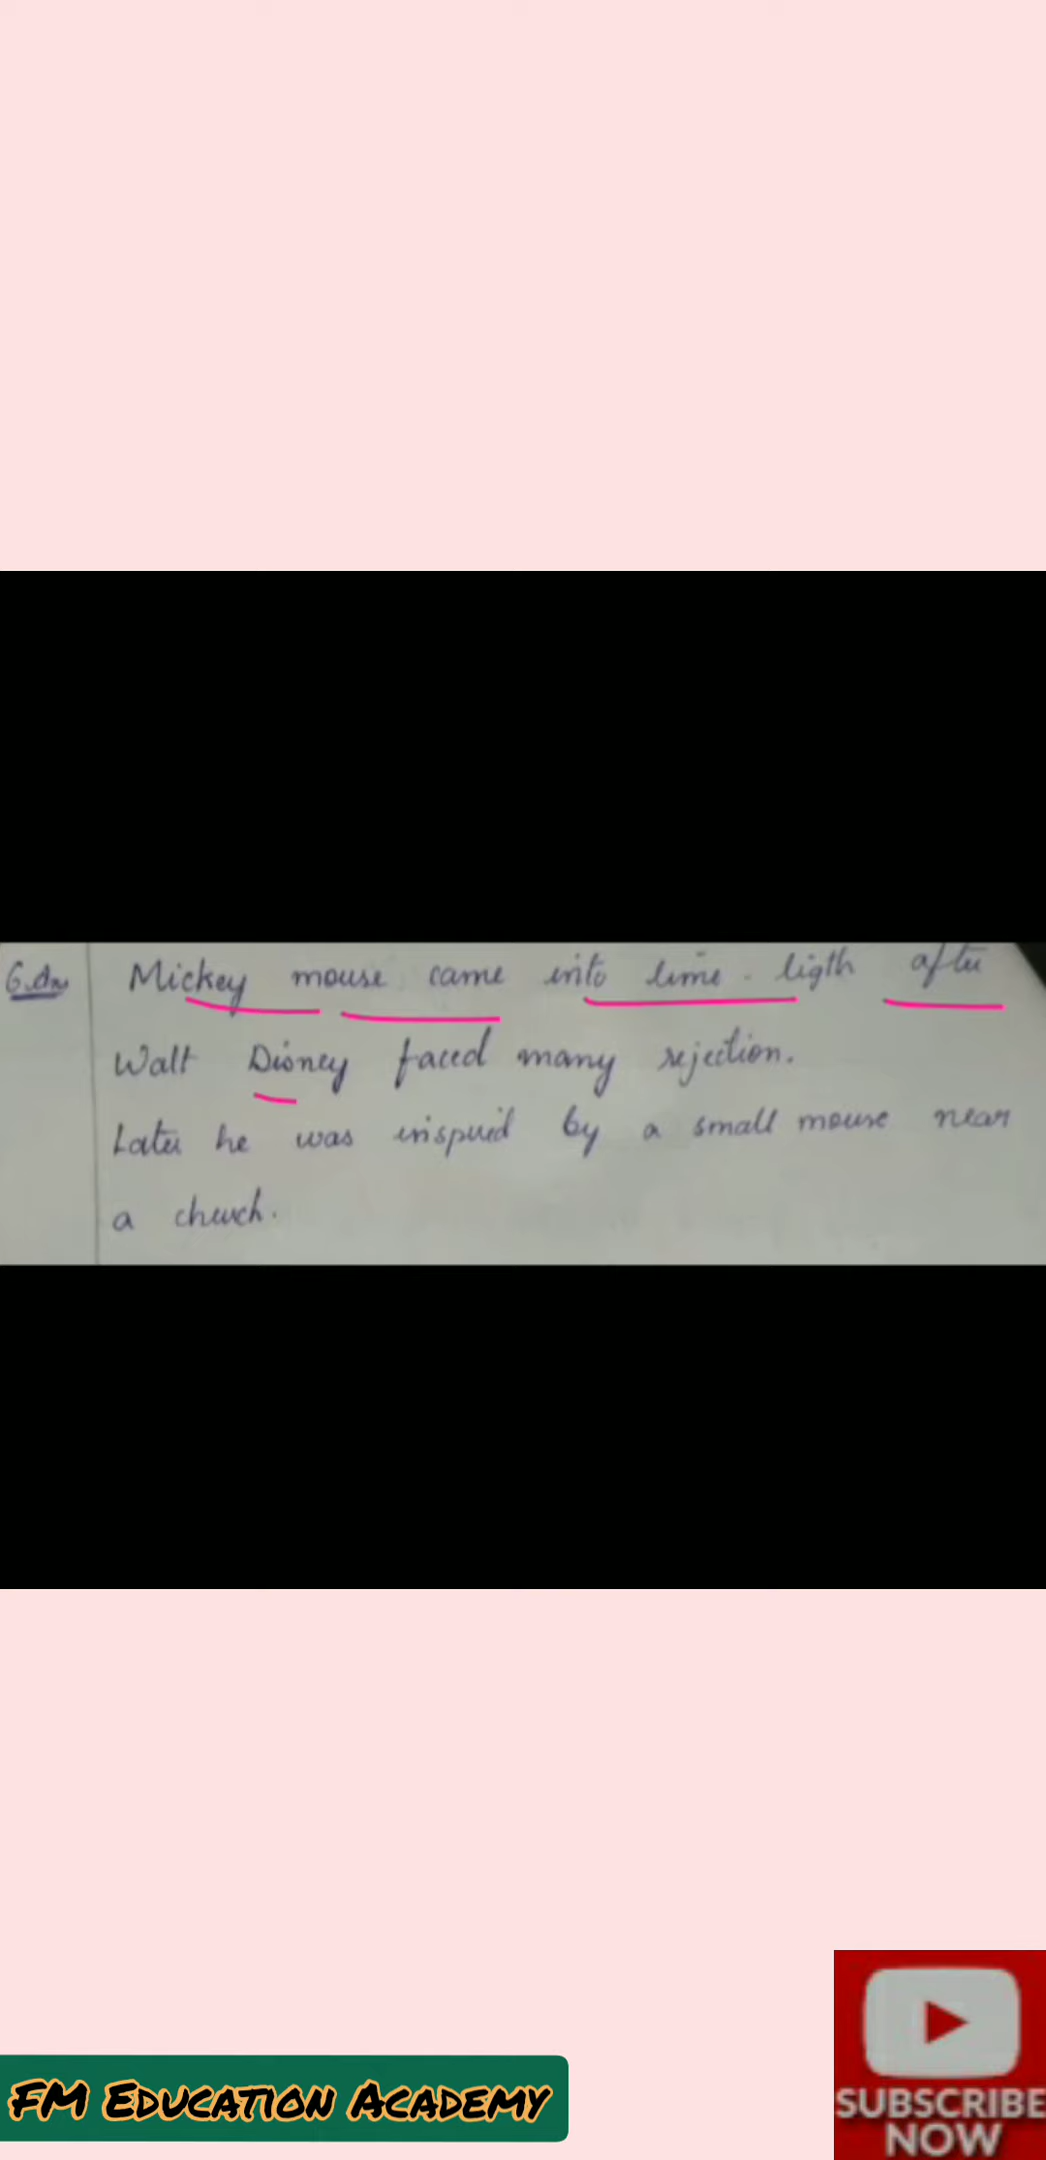 6. Ans Mickey mouse came into lime-ligth after
Walt Disney faced many rejection.
Later he was inspired by a small mouse near
a church.
FM EDUCATION ACADEMY
SUBSCRIBE
NOW